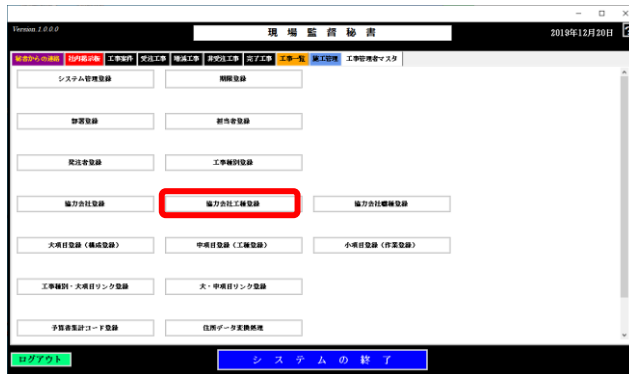 Version 1.0.0.0
現場監督秘書
2019年12月20日
秘書からの連絡 社内掲示板 工事案件 受注工事 増減工事 非受注工事 完了工事 工事一覧 施工管理 工事管理者マスタ
システム管理登録 期限登録
部署登録 担当者登録
発注者登録 工事種別登録
協力会社登録 協力会社工種登録 協力会社職種登録
大項目登録（構成登録） 中項目登録（工種登録） 小項目登録（作業登録）
工事種別・大項目リンク登録 大・中項目リンク登録
予算書集計コード登録 住所データ変換処理
ログアウト システムの終了